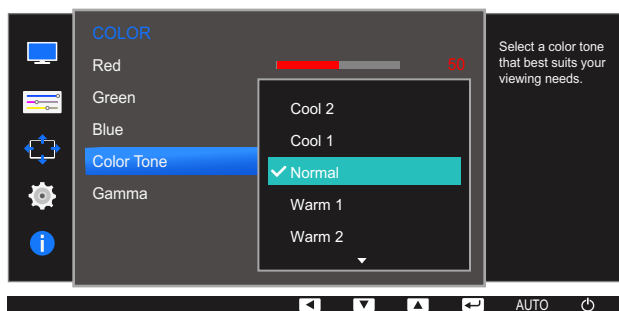 COLOR
Red
50
Green
Blue
Color Tone
Gamma
Cool 2
Cool 1
Normal
Warm 1
Warm 2
Select a color tone
that best suits your
viewing needs.
AUTO